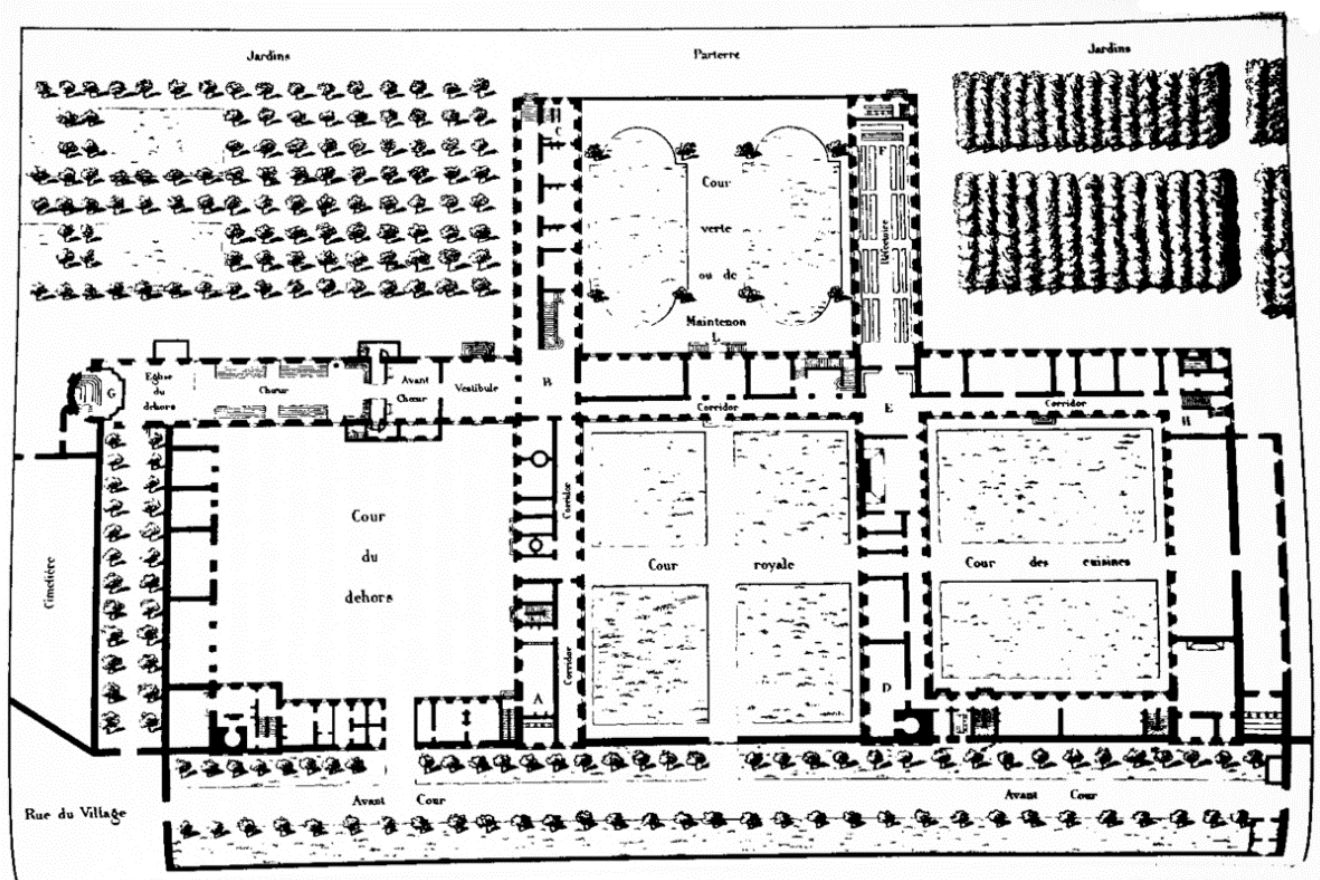 Jardins
Parterre
Jardins
C
F
Cour
verte
ou de
Maintenon
L
Réfectoire
G
Eglise
du
dehors
Chœur
Avant
Chœur
Vestibule
B
Corridor
E
Corridor
H
Cour
du
dehors
Corridor
Cour royale
Cour des cuisines
Cimetière
Corridor
A
D
Avant Cour
Avant Cour
Rue du Village